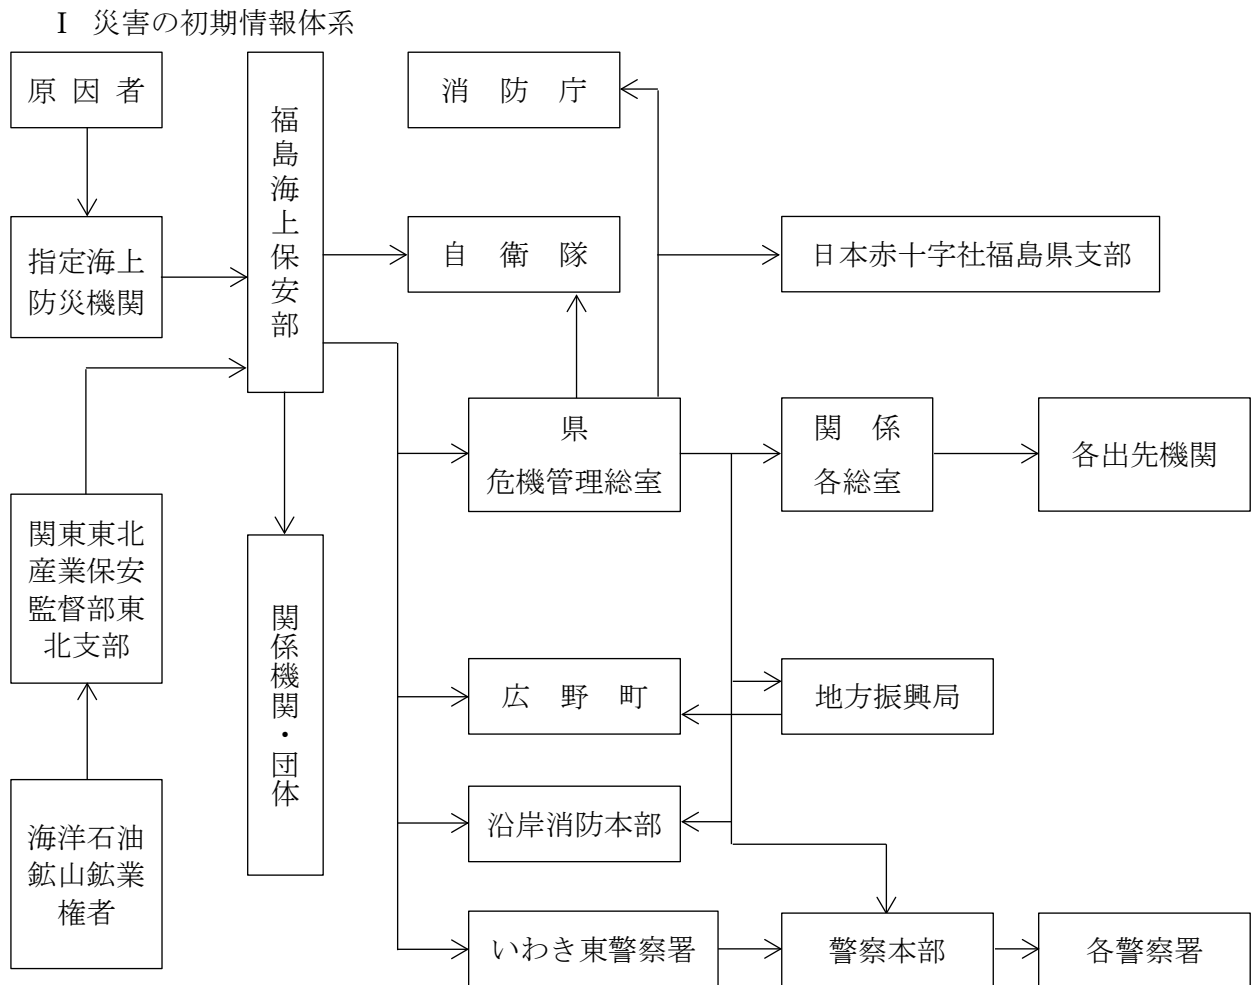 Ⅰ 災害の初期情報体系
原因者
福島海上保安部
消防庁
指定海上
防災機関
自衛隊
日本赤十字社福島県支部
県
危機管理総室
関係
各総室
各出先機関
関東東北
産業保安
監督部東
北支部
関係機関・団体
広野町
地方振興局
海洋石油
鉱山鉱業
権者
沿岸消防本部
いわき東警察署
警察本部
各警察署